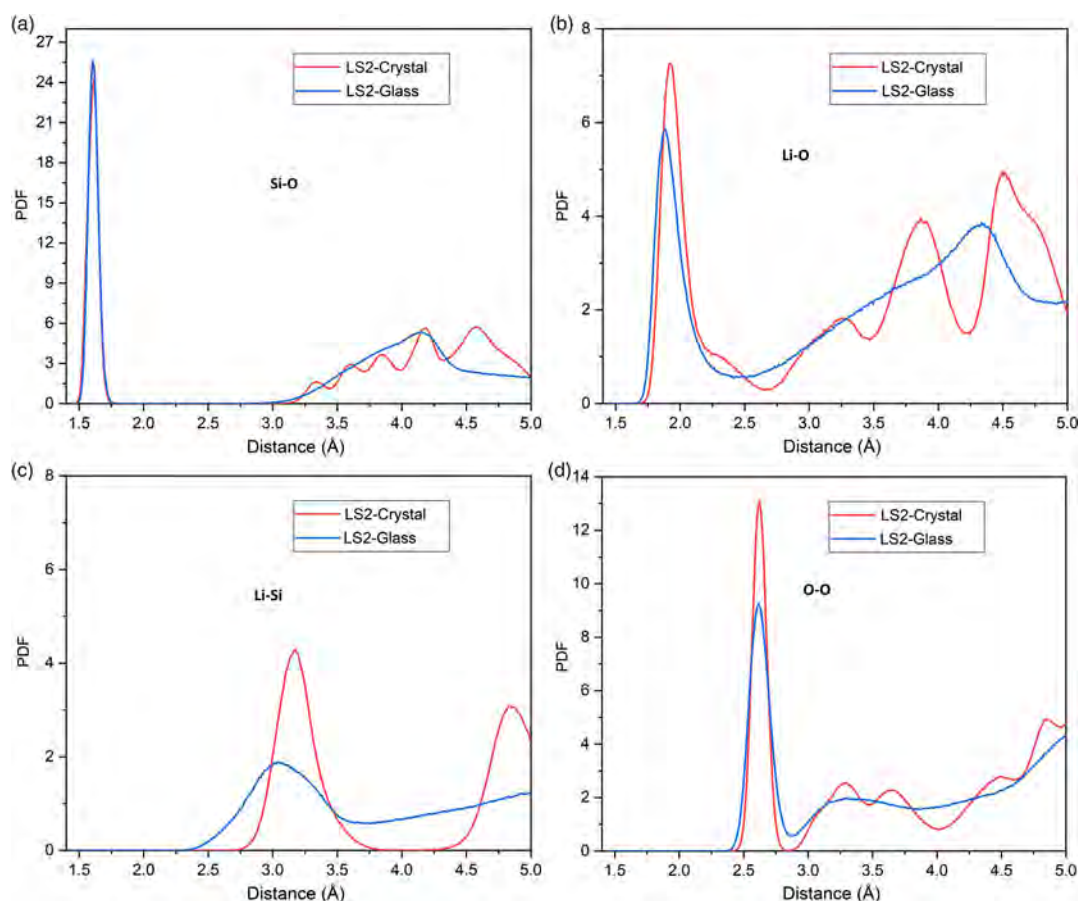 (a)
27
24
21
18
15
12
9
6
3
0
PDF
LS2-Crystal
LS2-Glass
Si-O
1.5 2.0 2.5 3.0 3.5 4.0 4.5 5.0
Distance (Å)
(b)
8
6
4
2
0
PDF
LS2-Crystal
LS2-Glass
Li-O
1.5 2.0 2.5 3.0 3.5 4.0 4.5 5.0
Distance (Å)
(c)
8
6
4
2
0
PDF
LS2-Crystal
LS2-Glass
Li-Si
1.5 2.0 2.5 3.0 3.5 4.0 4.5 5.0
Distance (Å)
(d)
14
12
10
8
6
4
2
0
PDF
LS2-Crystal
LS2-Glass
O-O
1.5 2.0 2.5 3.0 3.5 4.0 4.5 5.0
Distance (Å)